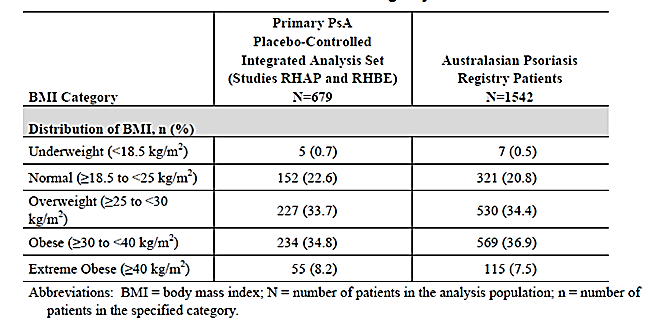 Primary PsA
Placebo-Controlled
Integrated Analysis Set
(Studies RHAP and RHBE)
N=679
Australasian Psoriasis
Registry Patients
N=1542
BMI Category
Distribution of BMI, n (%)
Underweight (<18.5 kg/m²) 5 (0.7) 7 (0.5)
Normal (≥18.5 to <25 kg/m²) 152 (22.6) 321 (20.8)
Overweight (≥25 to <30
kg/m²) 227 (33.7) 530 (34.4)
Obese (≥30 to <40 kg/m²) 234 (34.8) 569 (36.9)
Extreme Obese (≥40 kg/m²) 55 (8.2) 115 (7.5)
Abbreviations: BMI = body mass index; N = number of patients in the analysis population; n = number of
patients in the specified category.